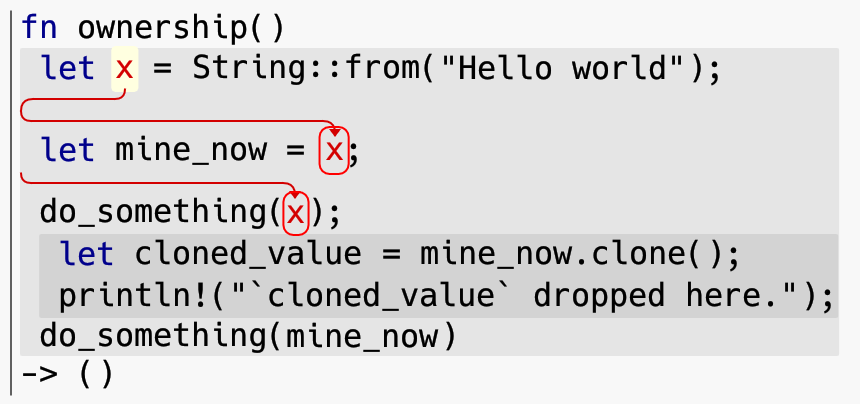 fn ownership()
let x = String::from("Hello world");
let mine_now = x;
do_something(x);
let cloned_value = mine_now.clone();
println!("`cloned_value` dropped here.");
do_something(mine_now)
-> ()